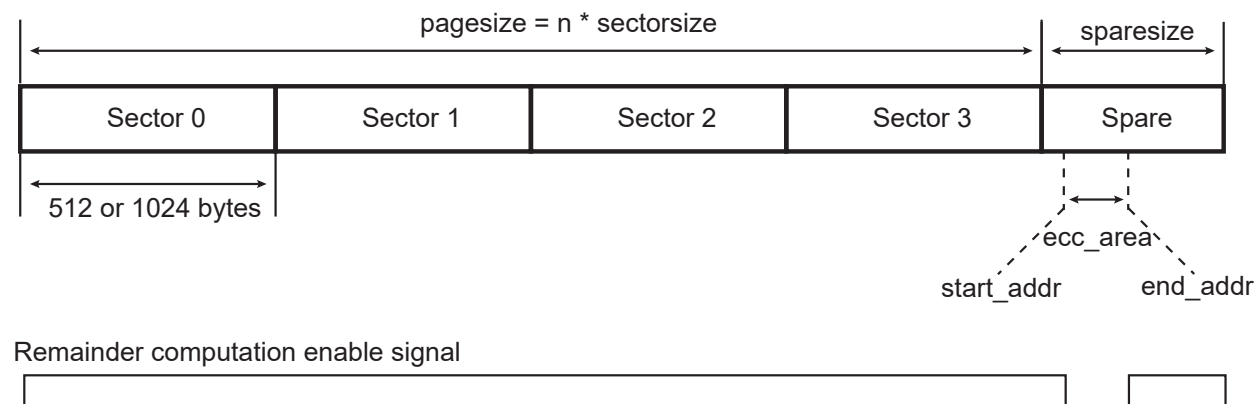 pagesize = n * sectorsize
sparesize
Sector 0
Sector 1
Sector 2
Sector 3
Spare
512 or 1024 bytes
ecc_area
start_addr
end_addr
Remainder computation enable signal